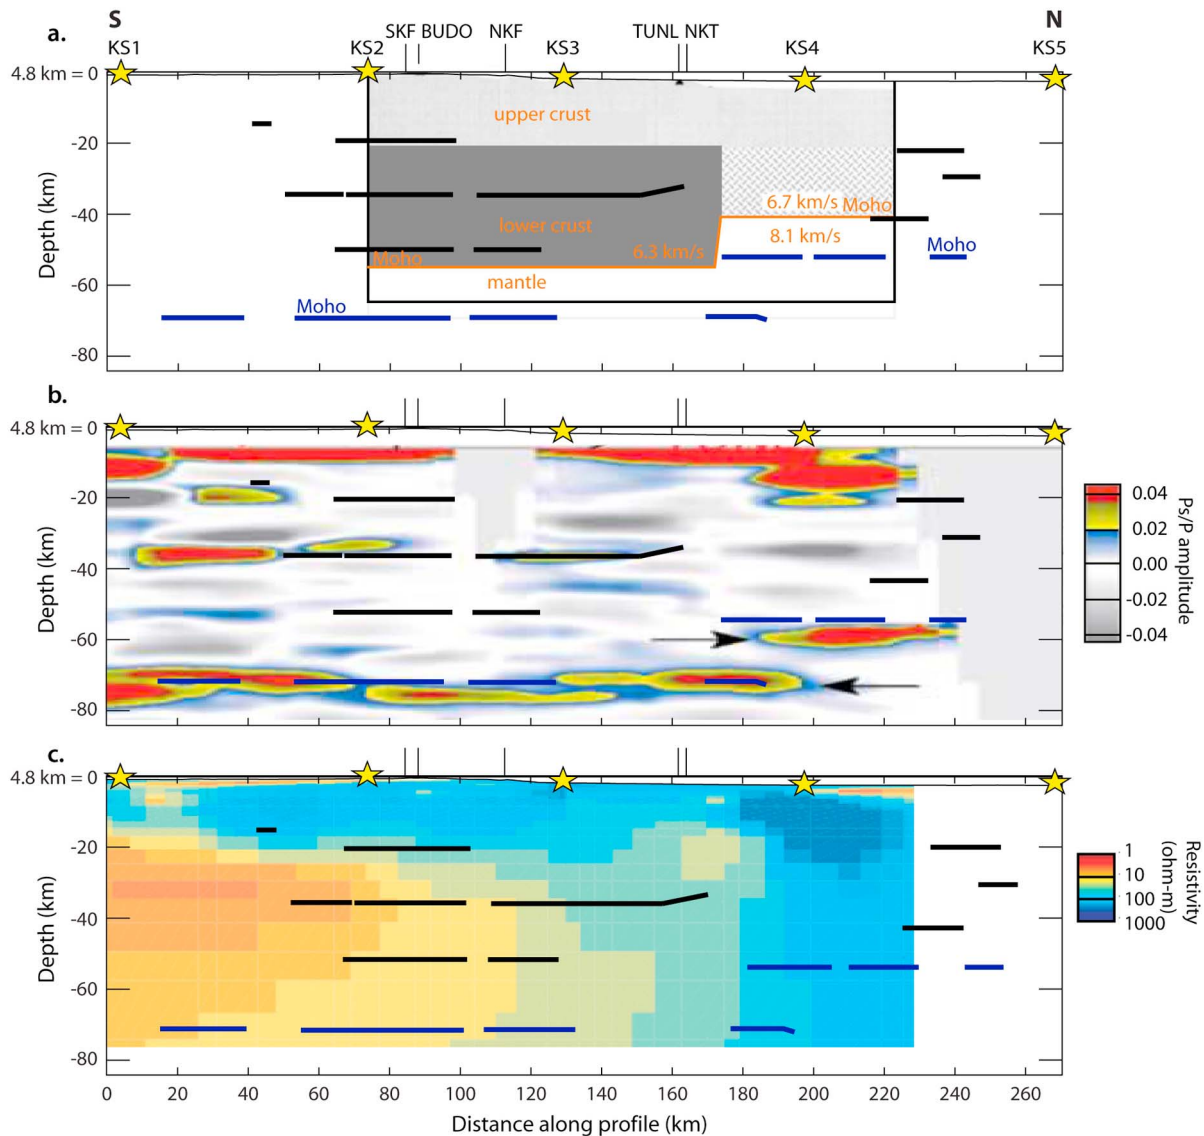 S
N
a.
SKF BUDO NKF TUNL NKT
KS1 KS2 KS3 KS4 KS5
4.8 km = 0
-20
-40
-60
-80
Depth (km)
upper crust
lower crust
6.7 km/s
Moho
8.1 km/s
6.3 km/s
Moho
Moho
mantle
Moho
b.
4.8 km = 0
-20
-40
-60
-80
Depth (km)
0.04
0.02
0.00
-0.02
-0.04
Ps/P amplitude
c.
4.8 km = 0
-20
-40
-60
-80
Depth (km)
1
10
100
1000
Resistivity
(ohm-m)
0 20 40 60 80 100 120 140 160 180 200 220 240 260
Distance along profile (km)